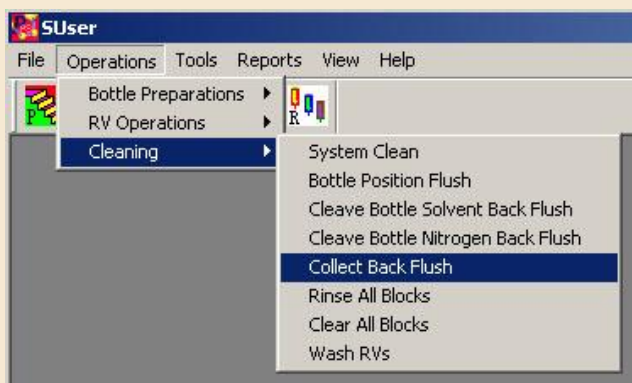 SUser
File Operations Tools Reports View Help
Bottle Preparations
RV Operations
Cleaning
P
R
System Clean
Bottle Position Flush
Cleave Bottle Solvent Back Flush
Cleave Bottle Nitrogen Back Flush
Collect Back Flush
Rinse All Blocks
Clear All Blocks
Wash RVs